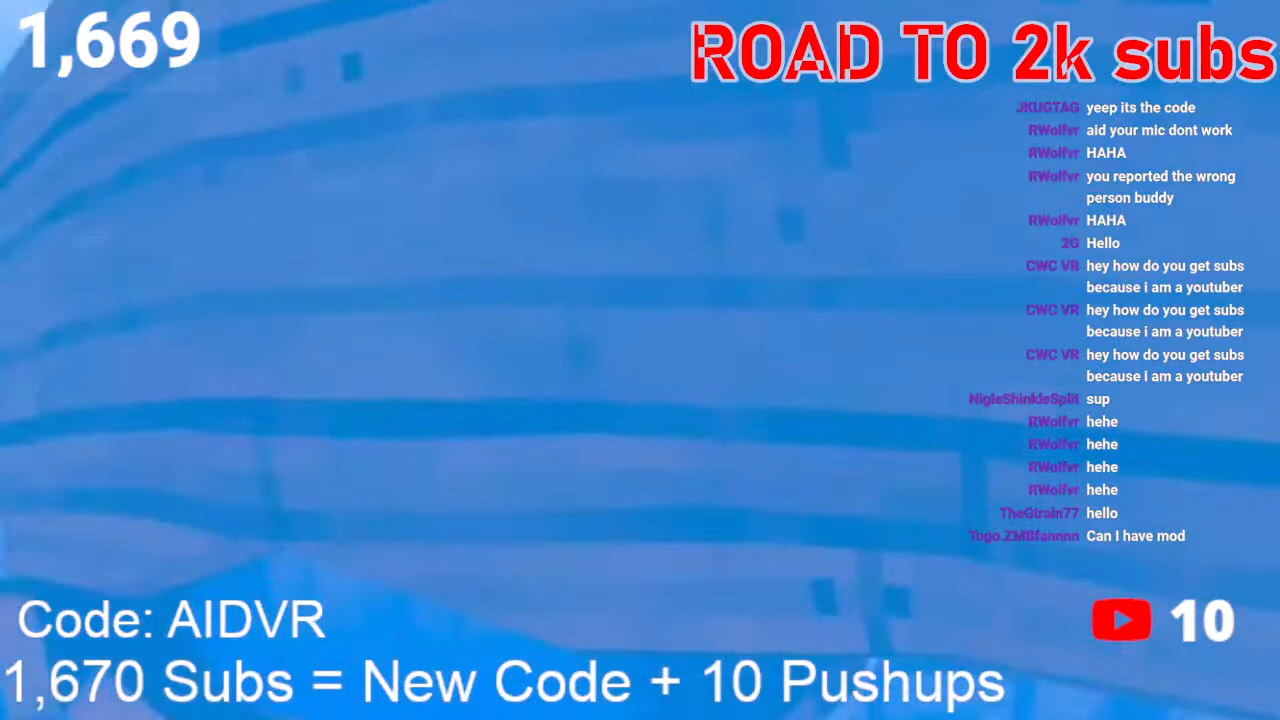 1,669
ROAD TO 2k subs
JKUGTAG yeep its the code
RWolfvr aid your mic dont work
RWolfvr HAHA
RWolfvr you reported the wrong
person buddy
RWolfvr HAHA
2G Hello
CWC VR hey how do you get subs
because i am a youtuber
CWC VR hey how do you get subs
because i am a youtuber
CWC VR hey how do you get subs
because i am a youtuber
NigleShinkleSplit sup
RWolfvr hehe
RWolfvr hehe
RWolfvr hehe
RWolfvr hehe
TheGtrain77 hello
Yogo.ZMBfannnn Can I have mod
Code: AIDVR
10
1,670 Subs = New Code + 10 Pushups